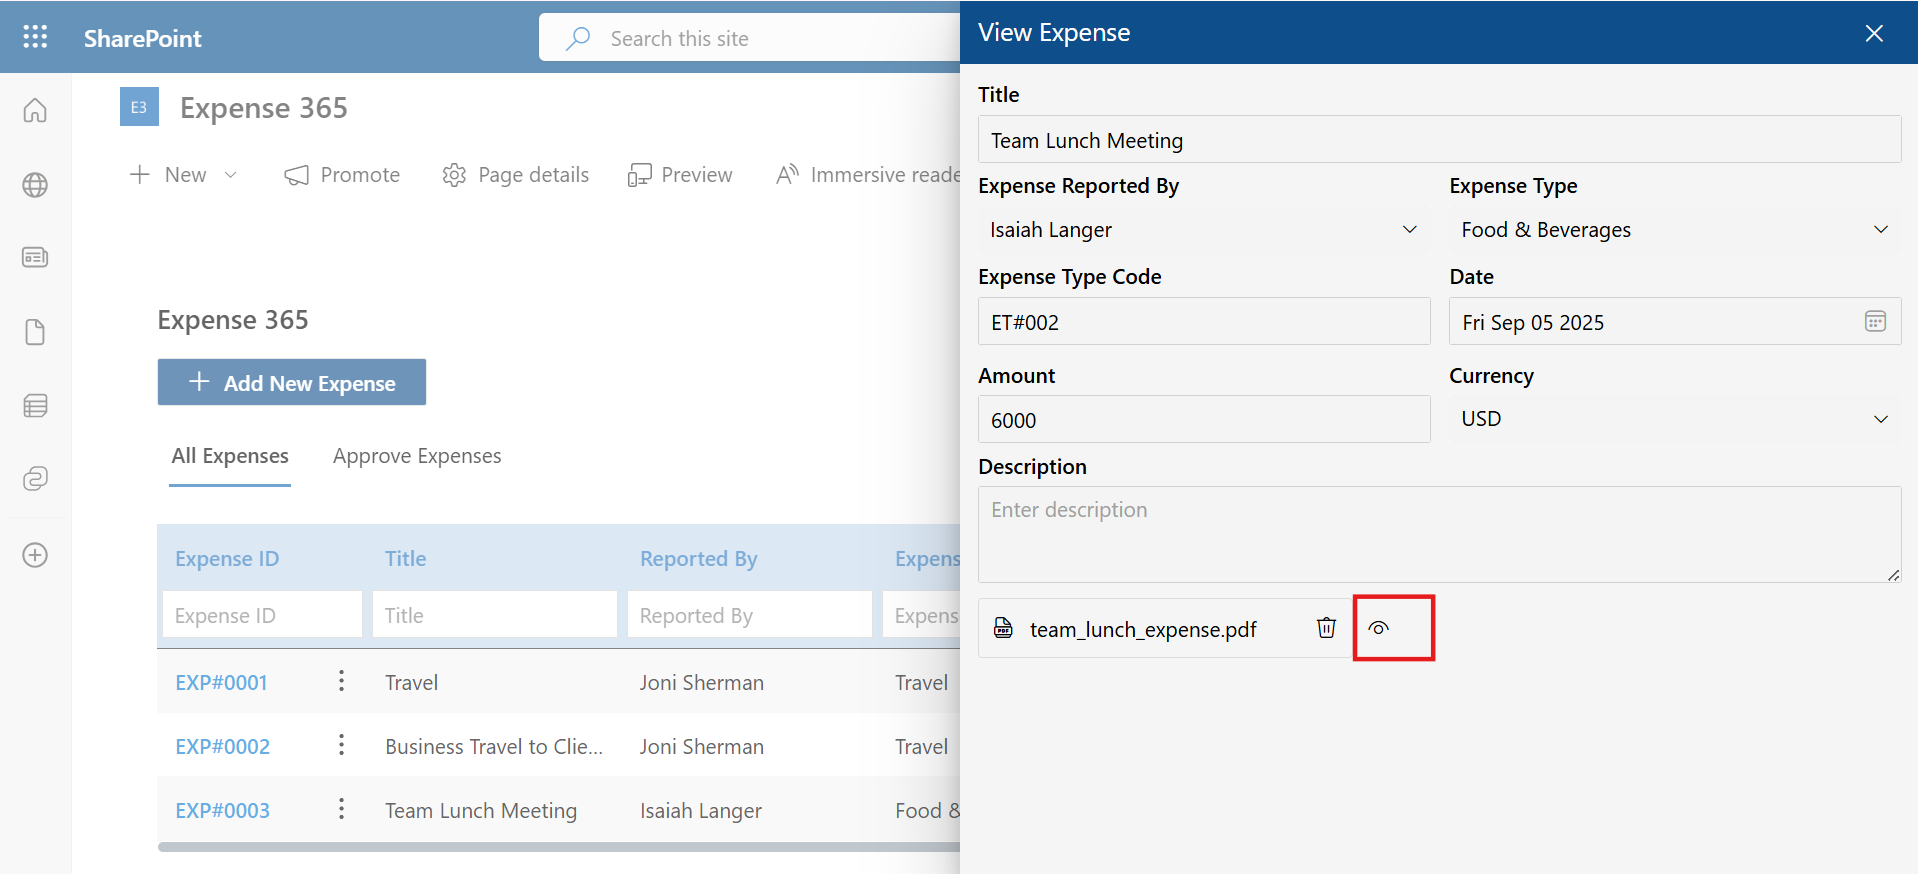 SharePoint
Search this site
E3
Expense 365
New
Promote
Page details
Preview
Immersive reade
Expense 365
Add New Expense
All Expenses
Approve Expenses
Expense ID Title Reported By Expens
Expense ID Title Reported By Expens
EXP#0001 Travel Joni Sherman Travel
EXP#0002 Business Travel to Clie... Joni Sherman Travel
EXP#0003 Team Lunch Meeting Isaiah Langer Food &
View Expense
Title
Team Lunch Meeting
Expense Reported By Expense Type
Isaiah Langer Food & Beverages
Expense Type Code Date
ET#002 Fri Sep 05 2025
Amount Currency
6000 USD
Description
Enter description
PDF team_lunch_expense.pdf